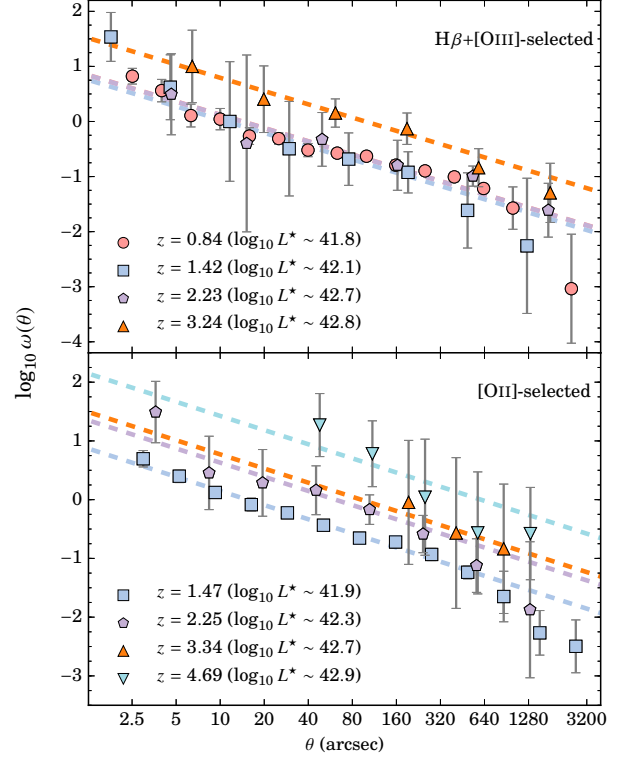 Hβ+[OIII]-selected
2
1
0
−1
−2
−3
−4
z = 0.84 (log₁₀ L★ ∼ 41.8)
z = 1.42 (log₁₀ L★ ∼ 42.1)
z = 2.23 (log₁₀ L★ ∼ 42.7)
z = 3.24 (log₁₀ L★ ∼ 42.8)
log₁₀ ω(θ)
[OII]-selected
2
1
0
−1
−2
−3
z = 1.47 (log₁₀ L★ ∼ 41.9)
z = 2.25 (log₁₀ L★ ∼ 42.3)
z = 3.34 (log₁₀ L★ ∼ 42.7)
z = 4.69 (log₁₀ L★ ∼ 42.9)
2.5 5 10 20 40 80 160 320 640 1280 3200
θ (arcsec)